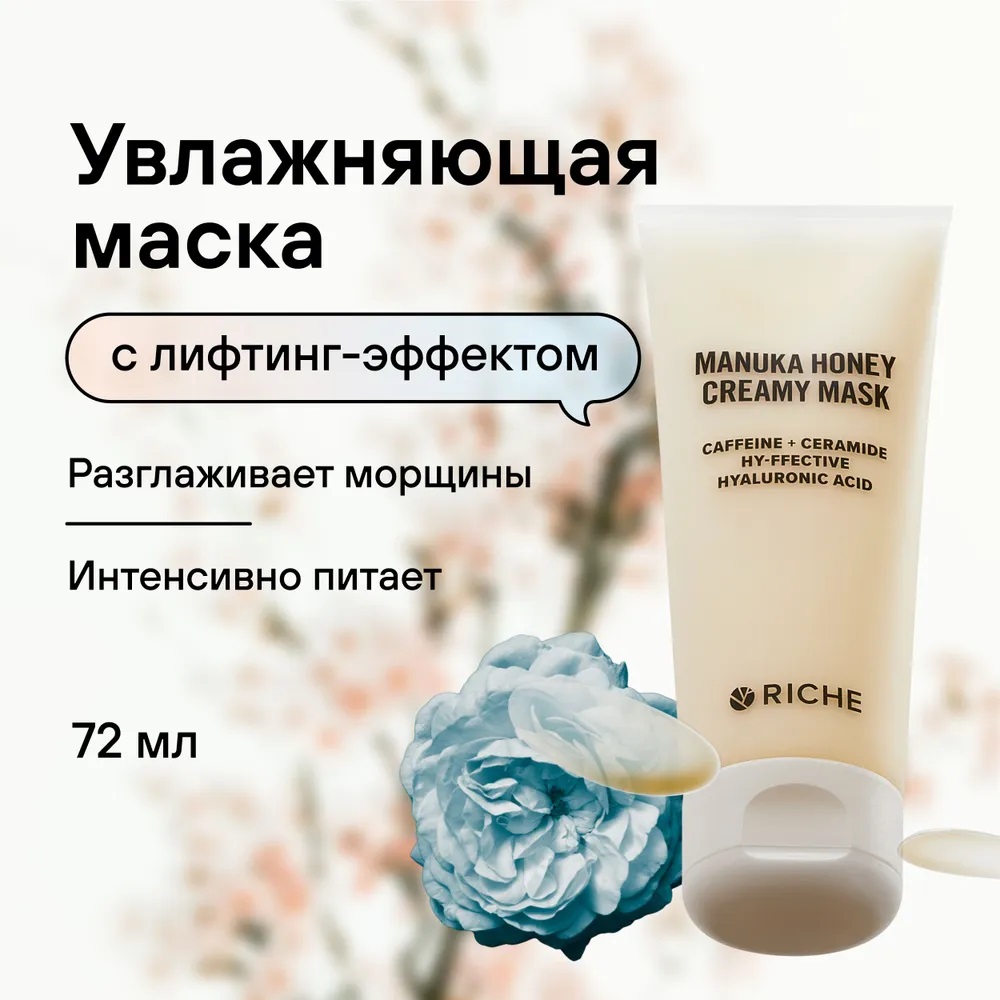 Увлажняющая
маска
с лифтинг-эффектом
Разглаживает морщины
Интенсивно питает
72 мл
MANUKA HONEY
CREAMY MASK
CAFFEINE + CERAMIDE
HY-FFECTIVE
HYALURONIC ACID
RICHE